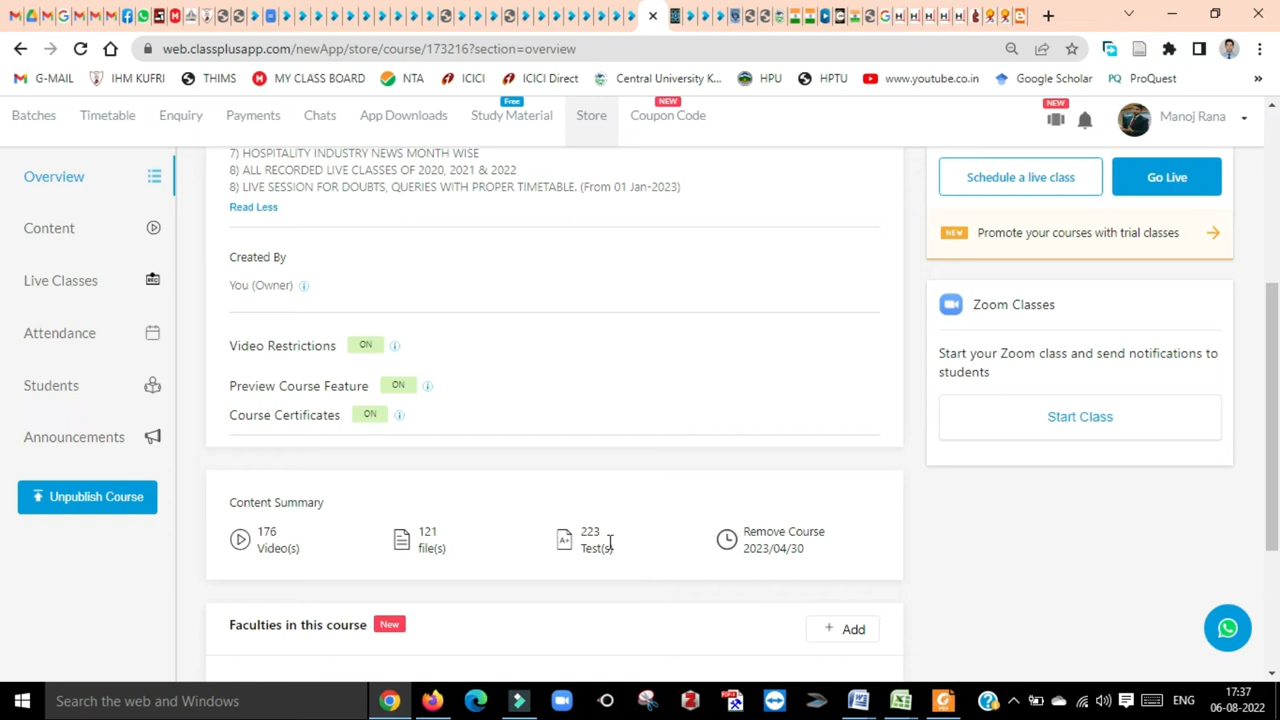 web.classplusapp.com/newApp/store/course/173216?section=overview
G-MAIL
IHM KUFRI
THIMS
MY CLASS BOARD
NTA
ICICI
ICICI Direct
Central University K...
HPU
HPTU
www.youtube.co.in
Google Scholar
PQ ProQuest
»
Batches
Timetable
Enquiry
Payments
Chats
App Downloads
Free
Study Material
Store
NEW
Coupon Code
NEW
Manoj Rana
Overview
Content
Live Classes
Attendance
Students
Announcements
Unpublish Course
7) HOSPITALITY INDUSTRY NEWS MONTH WISE
8) ALL RECORDED LIVE CLASSES OF 2020, 2021 & 2022
8) LIVE SESSION FOR DOUBTS, QUERIES WITH PROPER TIMETABLE. (From 01 Jan-2023)
Read Less
Created By
You (Owner)
Video Restrictions ON
Preview Course Feature ON
Course Certificates ON
Content Summary
176
Video(s)
121
file(s)
A+
223
Test(s)
Remove Course
2023/04/30
Faculties in this course New
+ Add
Schedule a live class
Go Live
NEW Promote your courses with trial classes
Zoom Classes
Start your Zoom class and send notifications to
students
Start Class
Search the web and Windows
ENG
17:37
06-08-2022